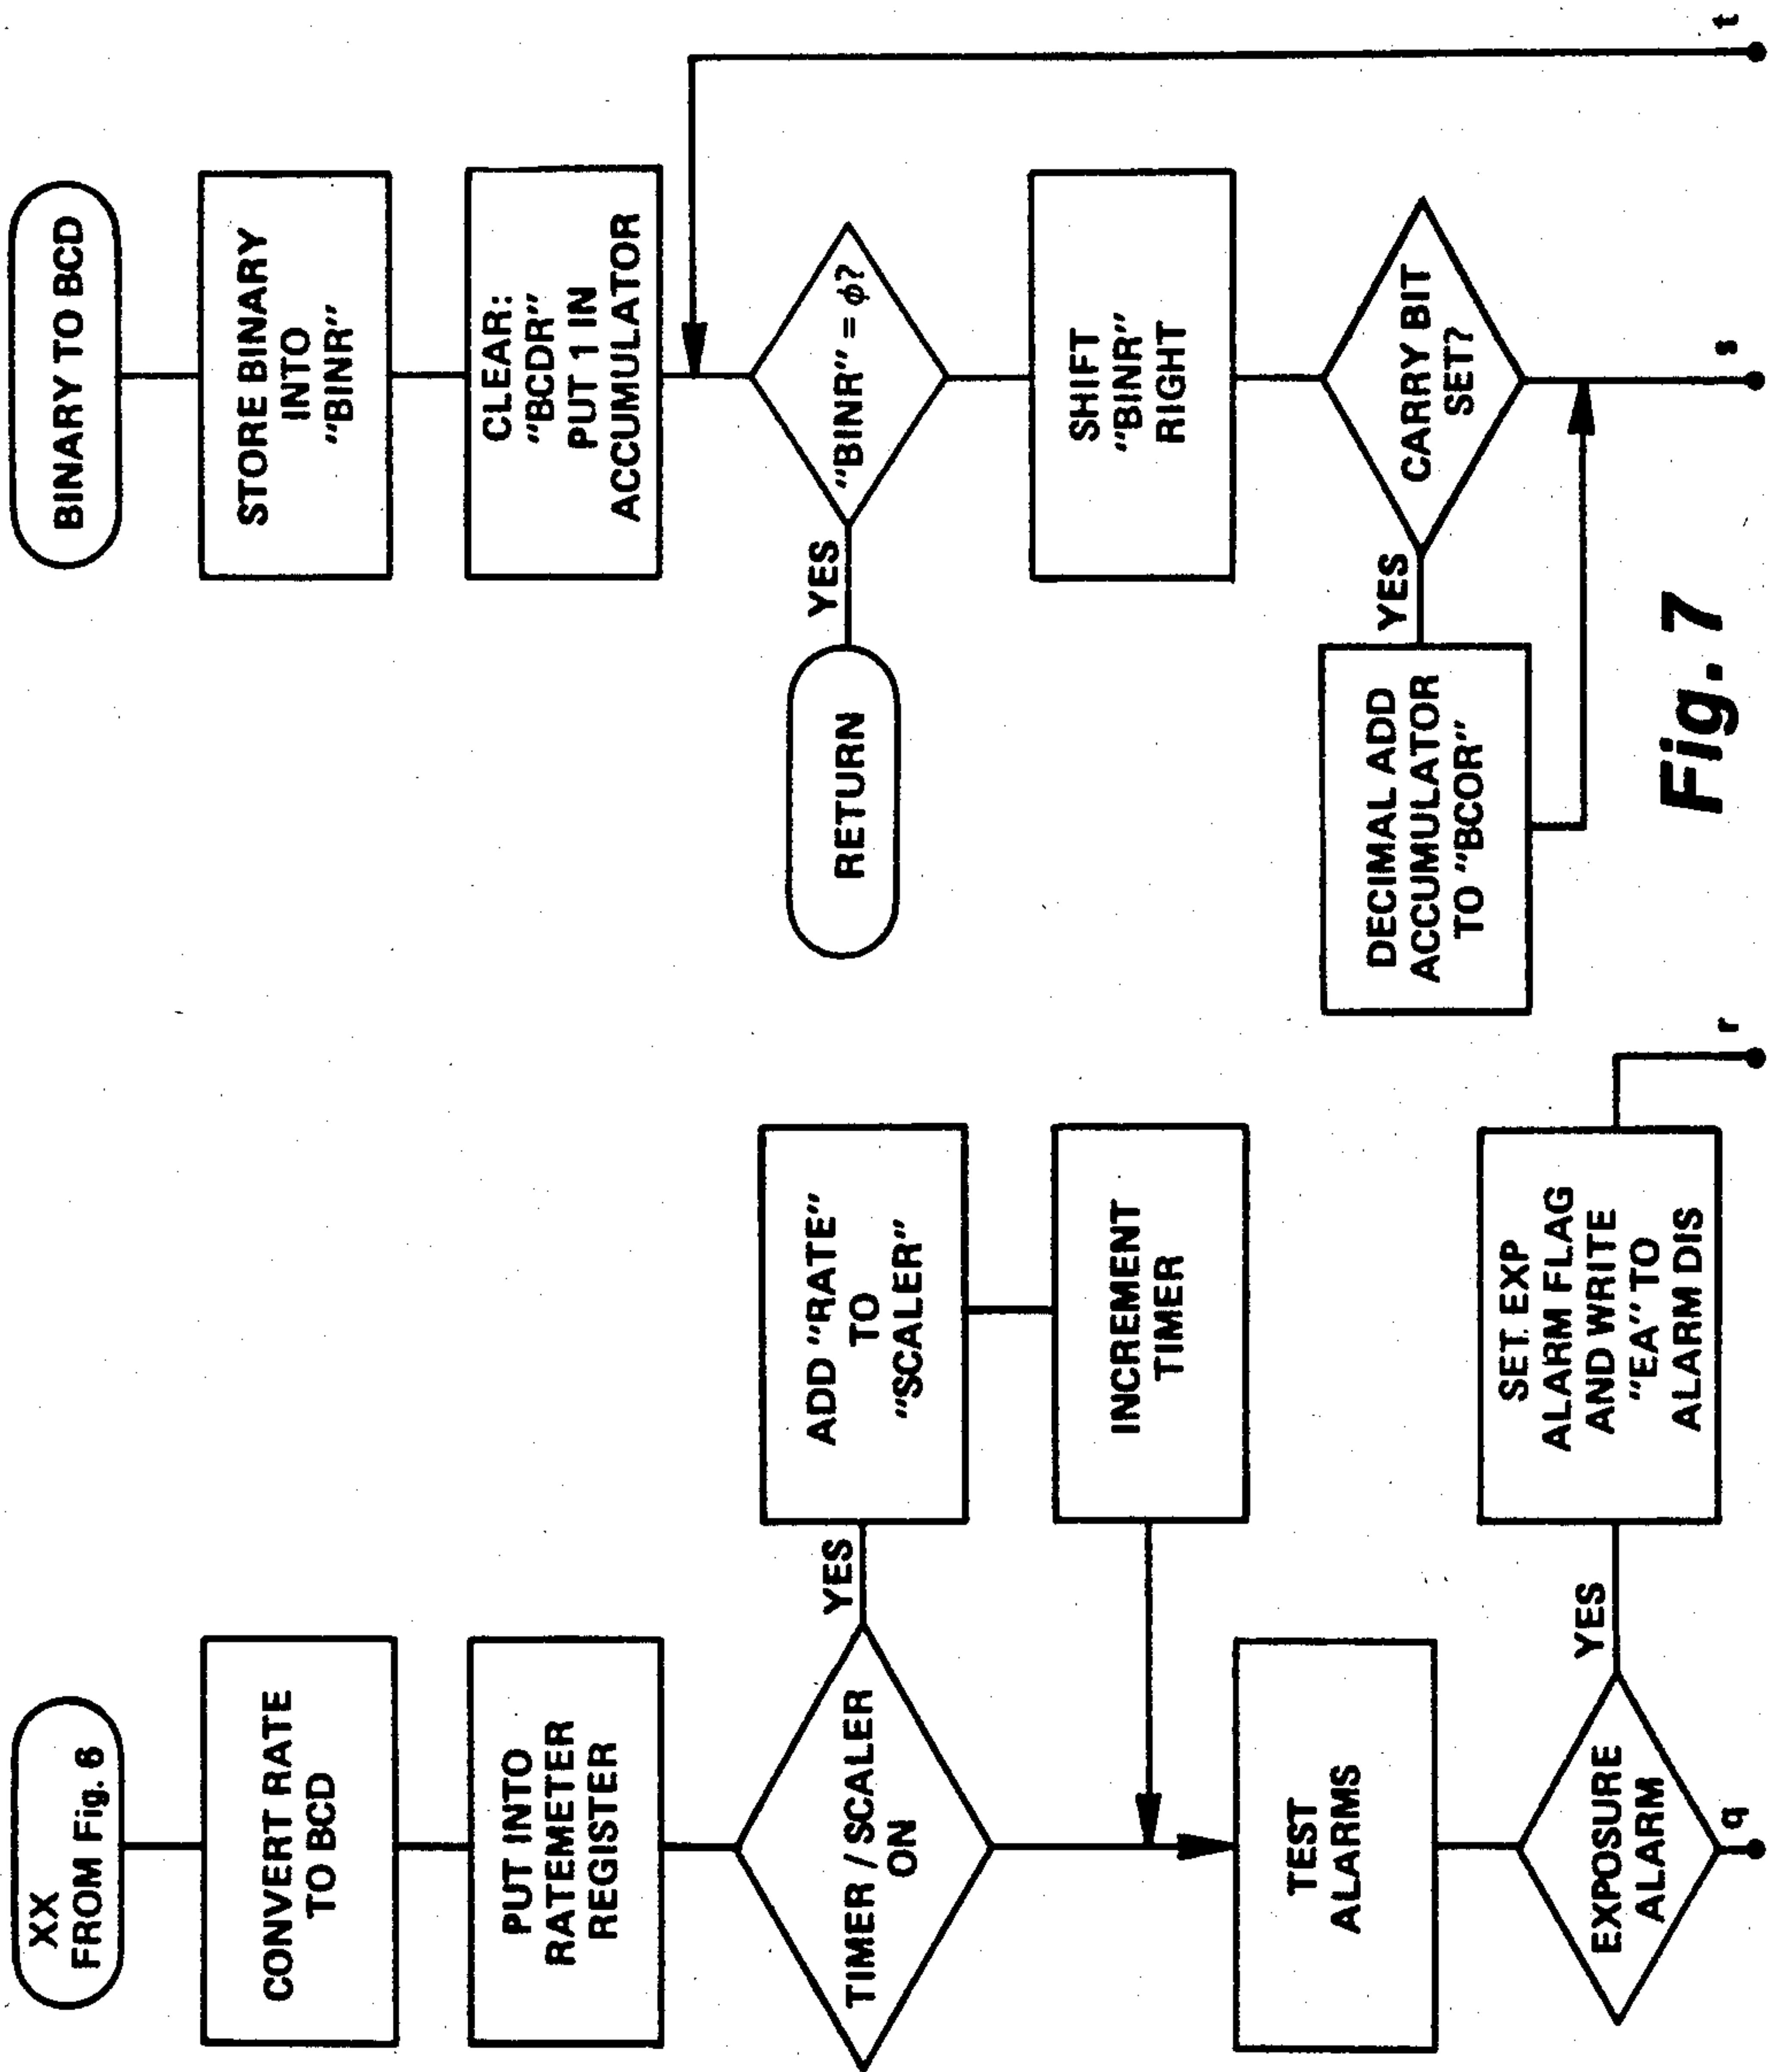 XX
FROM Fig. 6
CONVERT RATE
TO BCD
PUT INTO
RATEMETER
REGISTER
TIMER / SCALER
ON
YES
ADD "RATE"
TO
"SCALER"
INCREMENT
TIMER
TEST
ALARMS
EXPOSURE
ALARM
YES
SET EXP
ALARM FLAG
AND WRITE
"EA" TO
ALARM DIS
q
r
BINARY TO BCD
STORE BINARY
INTO
"BINR"
CLEAR:
"BCDR"
PUT 1 IN
ACCUMULATOR
"BINR" = ϕ?
YES
RETURN
SHIFT
"BINR"
RIGHT
CARRY BIT
SET?
YES
DECIMAL ADD
ACCUMULATOR
TO "BCOR"
s
t
Fig. 7